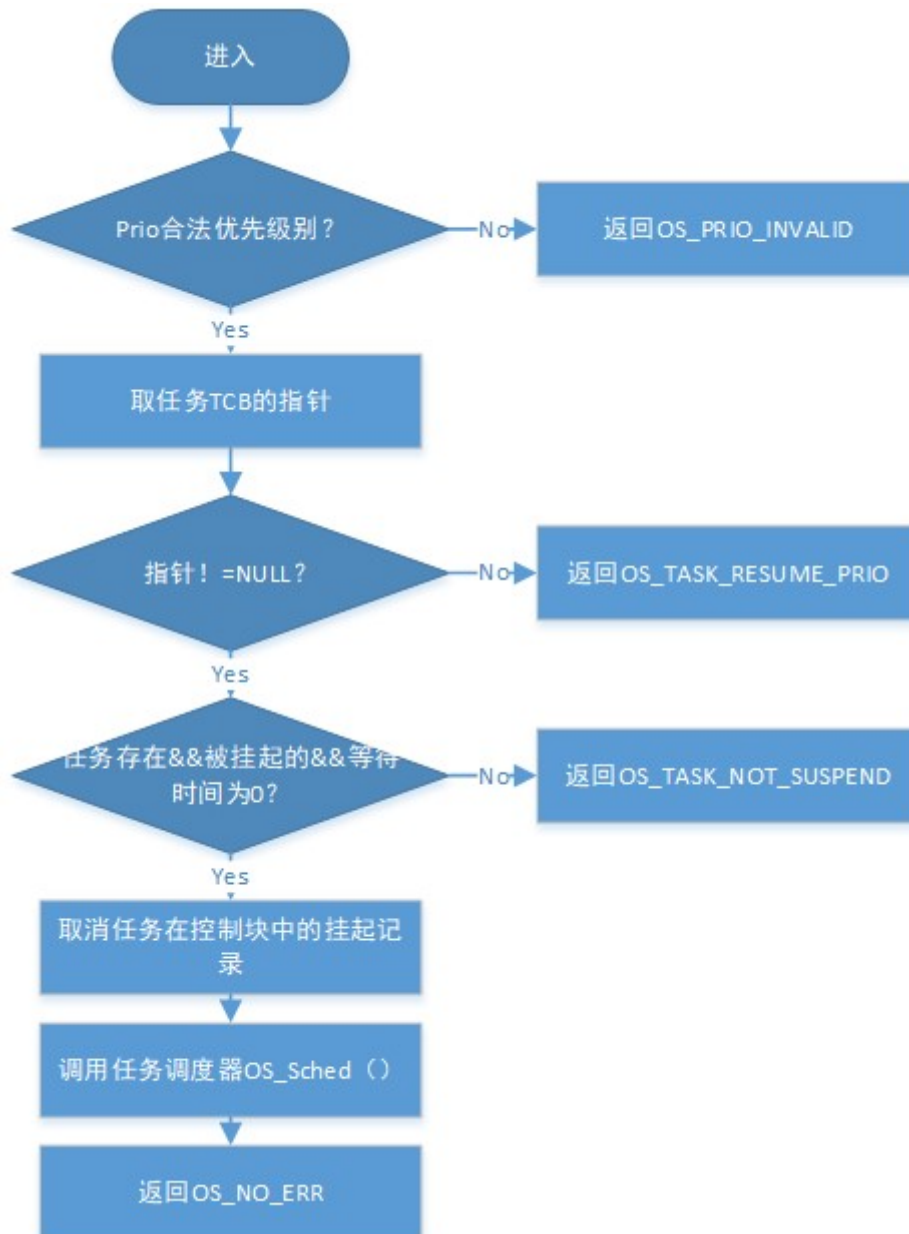 进入
Prio合法优先级别？
No
返回OS_PRIO_INVALID
Yes
取任务TCB的指针
指针！=NULL？
No
返回OS_TASK_RESUME_PRIO
Yes
任务存在&&被挂起的&&等待
时间为0？
No
返回OS_TASK_NOT_SUSPEND
Yes
取消任务在控制块中的挂起记
录
调用任务调度器OS_Sched（）
返回OS_NO_ERR